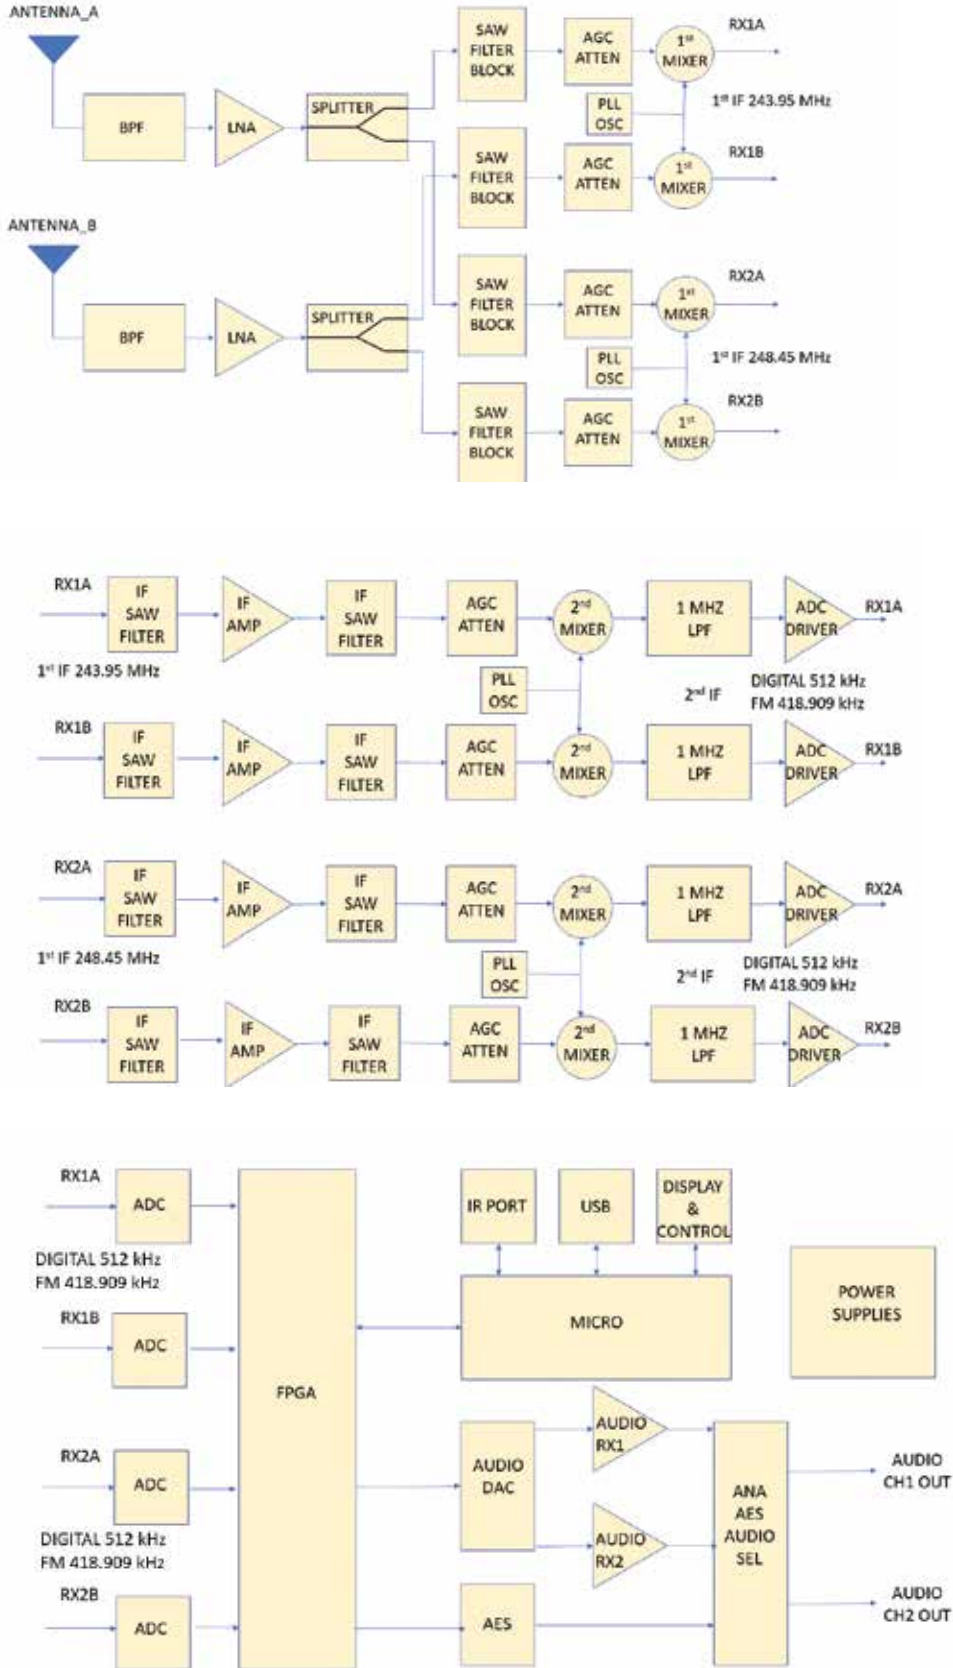 ANTENNA_A
BPF
LNA
SPLITTER
SAW
FILTER
BLOCK
AGC
ATTEN
1st
MIXER
RX1A
PLL
OSC
1st IF 243.95 MHz
SAW
FILTER
BLOCK
AGC
ATTEN
1st
MIXER
RX1B
ANTENNA_B
BPF
LNA
SPLITTER
SAW
FILTER
BLOCK
AGC
ATTEN
1st
MIXER
RX2A
PLL
OSC
1st IF 248.45 MHz
SAW
FILTER
BLOCK
AGC
ATTEN
1st
MIXER
RX2B
RX1A
IF
SAW
FILTER
IF
AMP
IF
SAW
FILTER
AGC
ATTEN
2nd
MIXER
1 MHZ
LPF
ADC
DRIVER
RX1A
1st IF 243.95 MHz
PLL
OSC
2nd IF
DIGITAL 512 kHz
FM 418.909 kHz
RX1B
IF
SAW
FILTER
IF
AMP
IF
SAW
FILTER
AGC
ATTEN
2nd
MIXER
1 MHZ
LPF
ADC
DRIVER
RX1B
RX2A
IF
SAW
FILTER
IF
AMP
IF
SAW
FILTER
AGC
ATTEN
2nd
MIXER
1 MHZ
LPF
ADC
DRIVER
RX2A
1st IF 248.45 MHz
PLL
OSC
2nd IF
DIGITAL 512 kHz
FM 418.909 kHz
RX2B
IF
SAW
FILTER
IF
AMP
IF
SAW
FILTER
AGC
ATTEN
2nd
MIXER
1 MHZ
LPF
ADC
DRIVER
RX2B
RX1A
ADC
DIGITAL 512 kHz
FM 418.909 kHz
RX1B
ADC
RX2A
ADC
DIGITAL 512 kHz
FM 418.909 kHz
RX2B
ADC
FPGA
IR PORT
USB
DISPLAY
&
CONTROL
MICRO
POWER
SUPPLIES
AUDIO
DAC
AUDIO
RX1
AUDIO
RX2
AES
ANA
AES
AUDIO
SEL
AUDIO
CH1 OUT
AUDIO
CH2 OUT